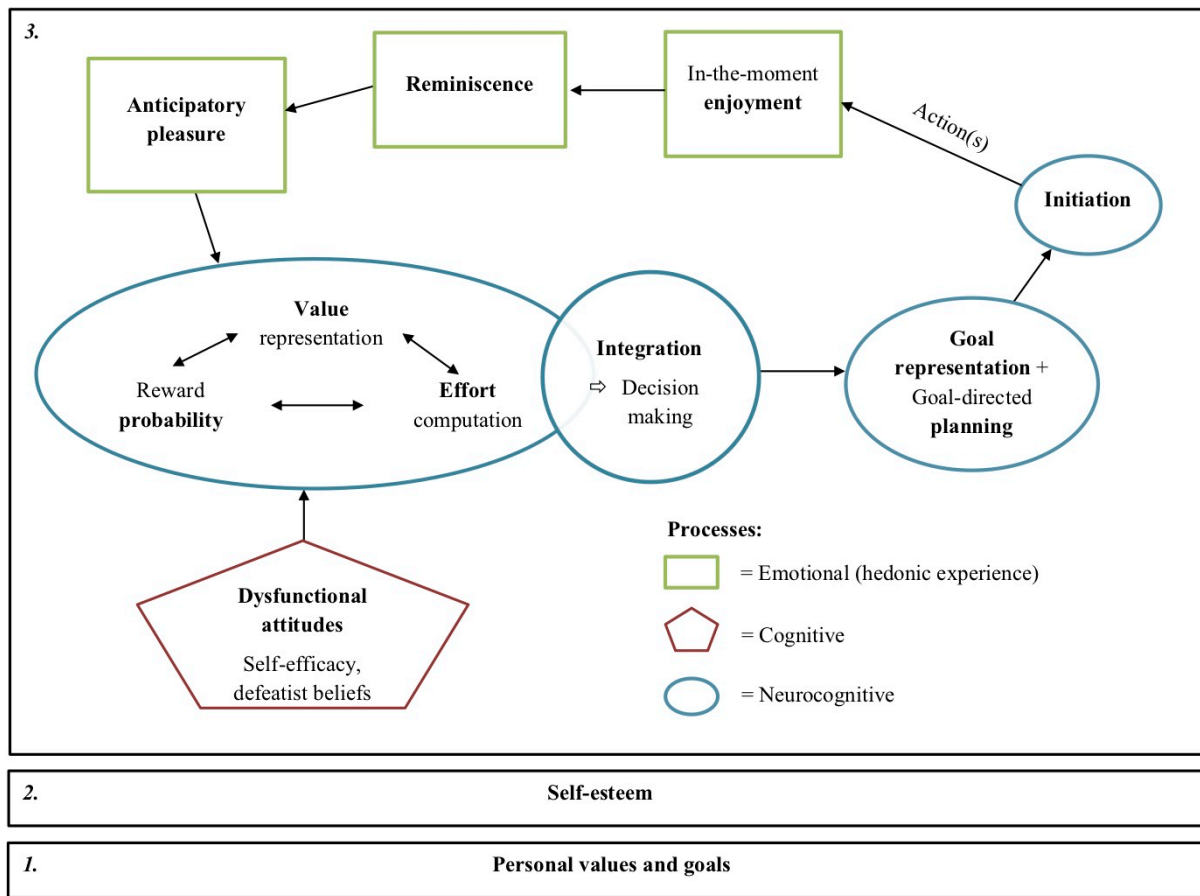 3.
Anticipatory
pleasure
Reminiscence
In-the-moment
enjoyment
Action(s)
Initiation
Value
representation
Reward
probability
Effort
computation
Integration
⇨ Decision
making
Goal
representation +
Goal-directed
planning
Dysfunctional
attitudes
Self-efficacy,
defeatist beliefs
Processes:
= Emotional (hedonic experience)
= Cognitive
= Neurocognitive
2. Self-esteem
1. Personal values and goals